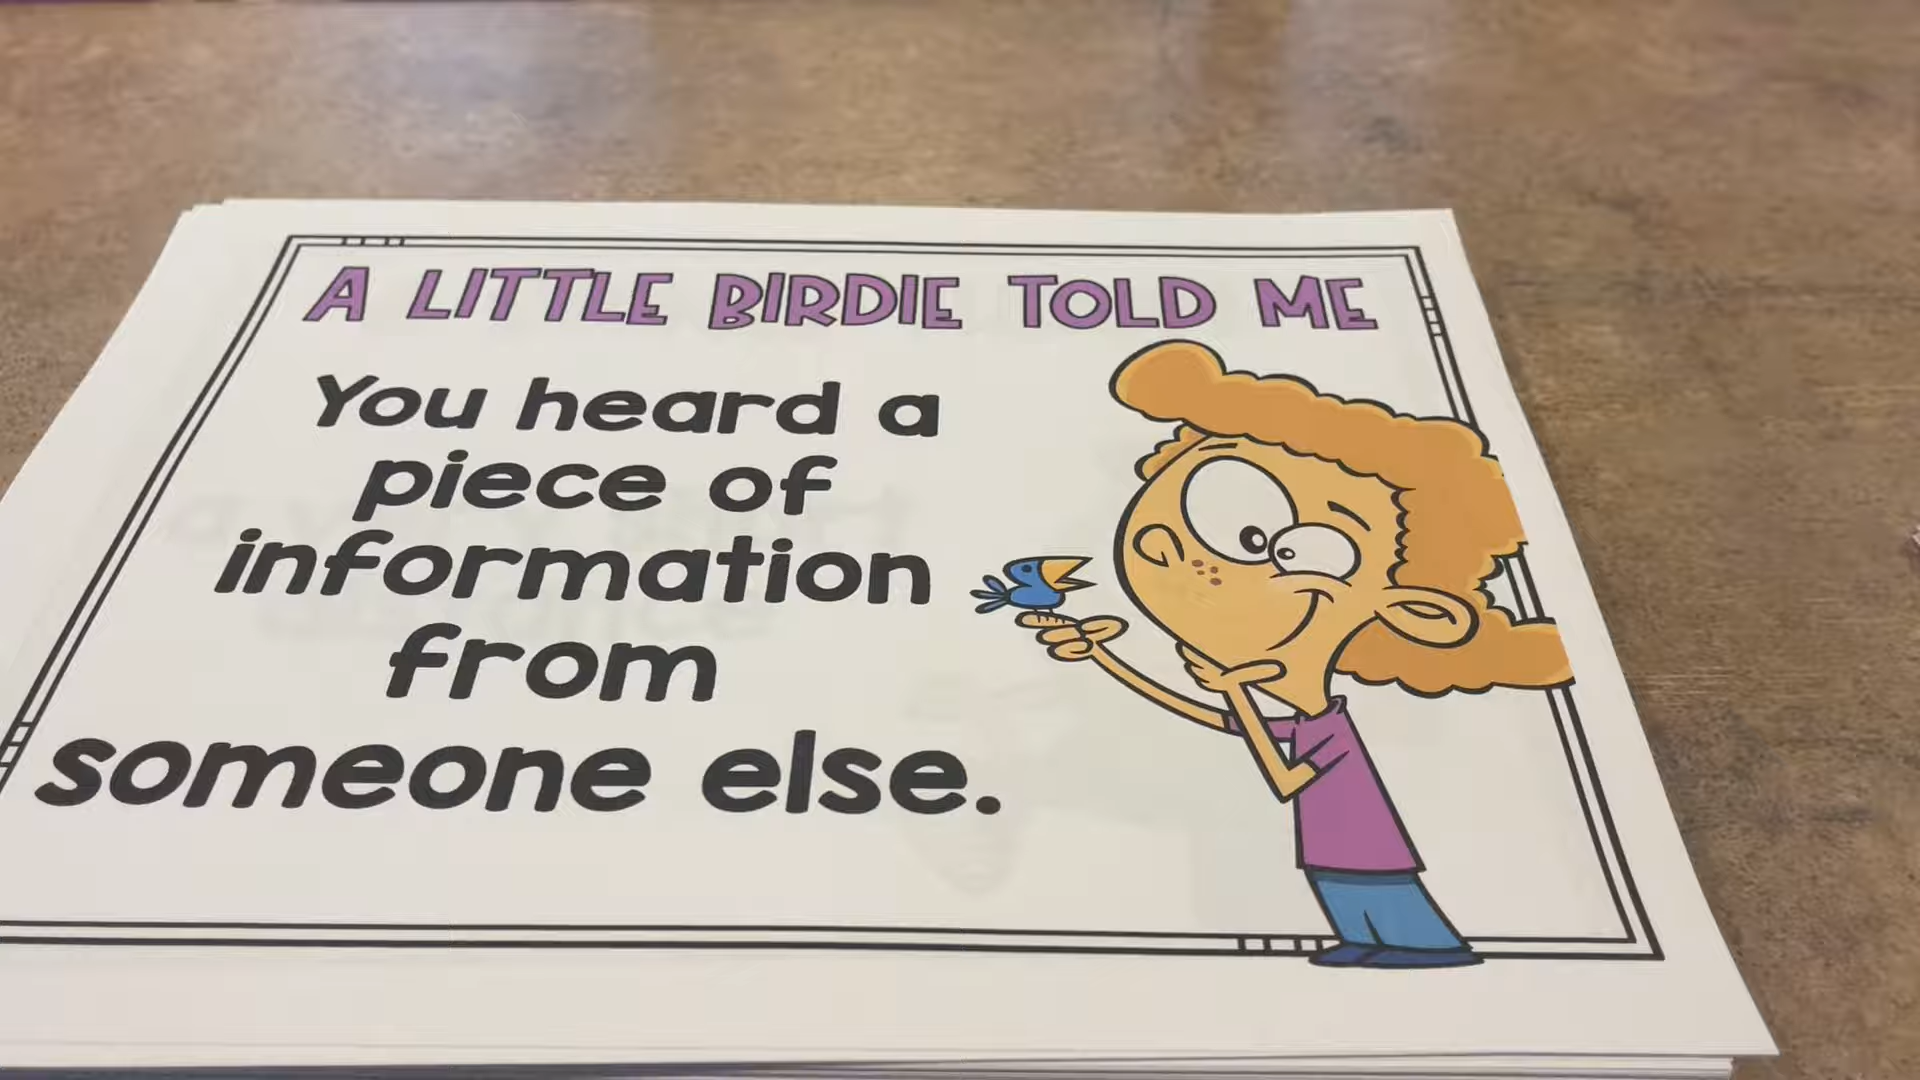 A LITTLE BIRDIE TOLD ME
You heard a
piece of
information
from
someone else.